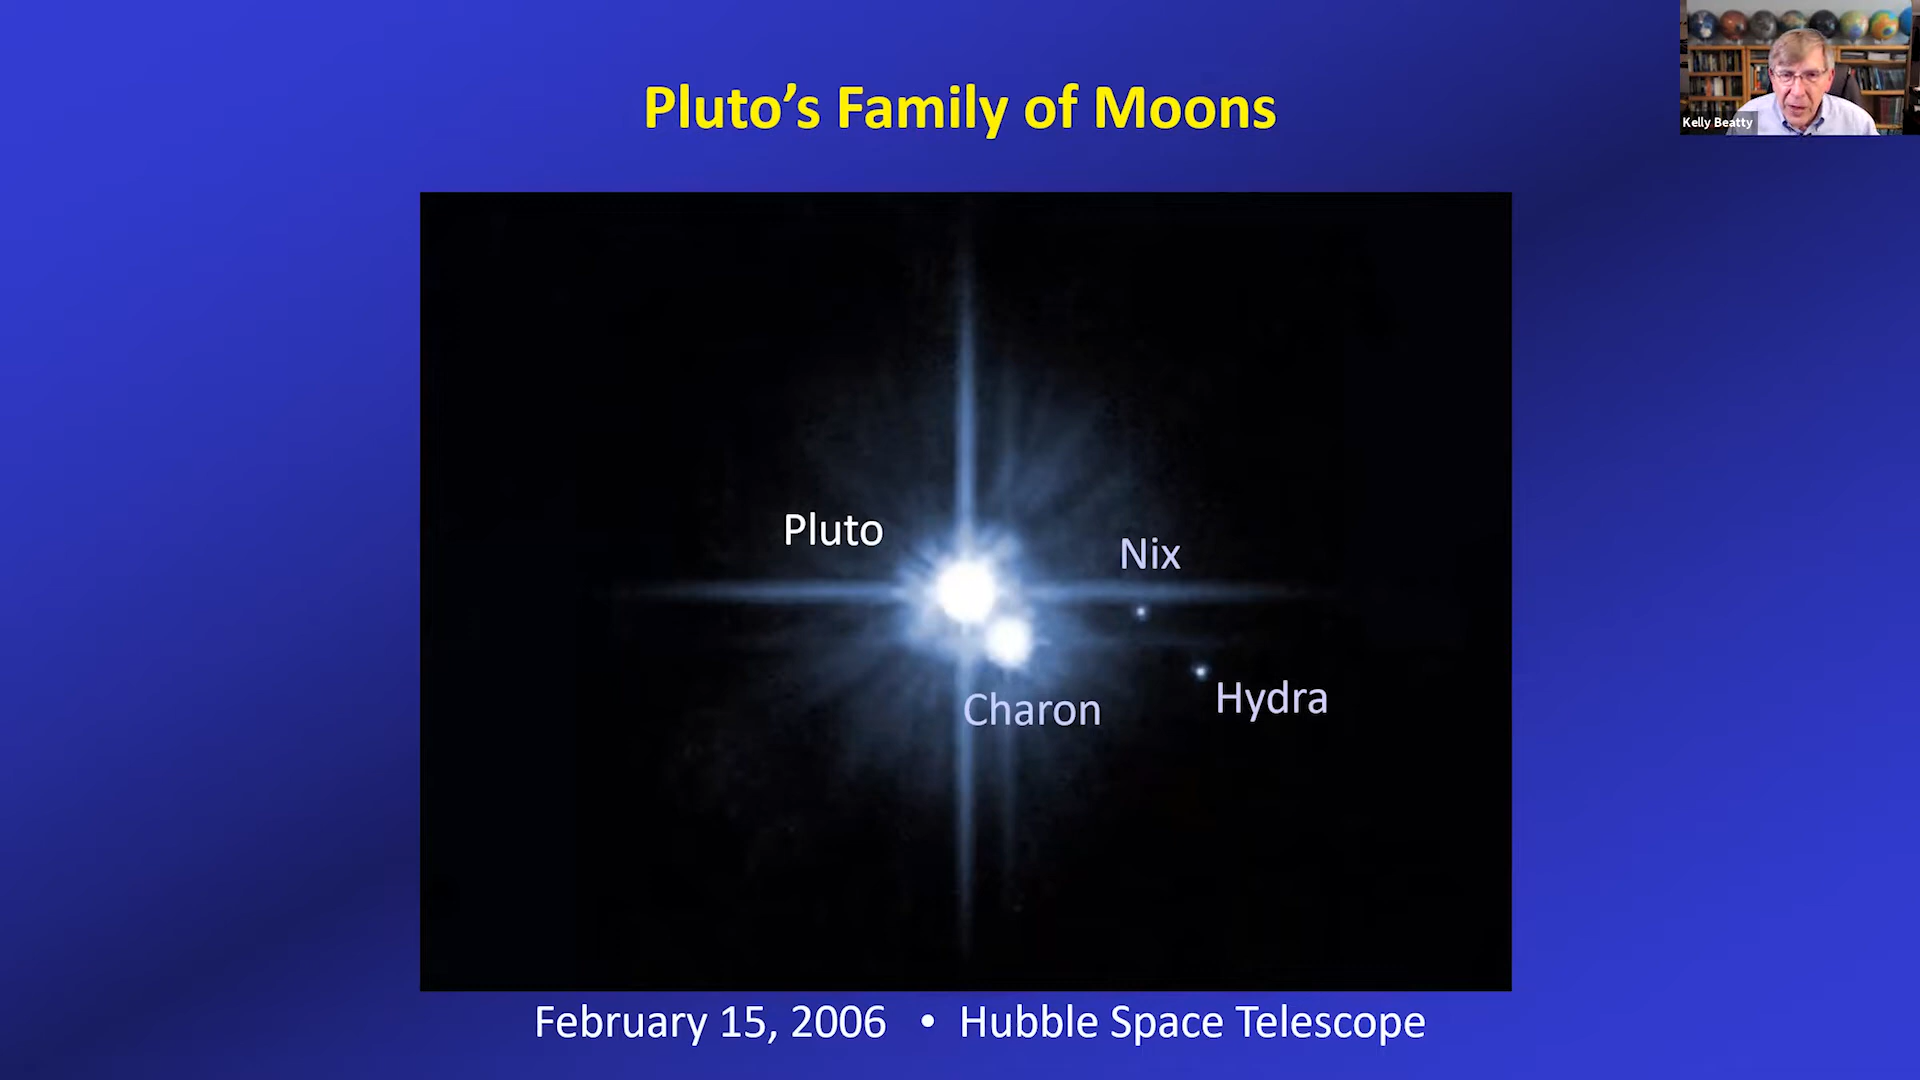 Pluto’s Family of Moons
Kelly Beatty
Pluto
Nix
Hydra
Charon
February 15, 2006 • Hubble Space Telescope